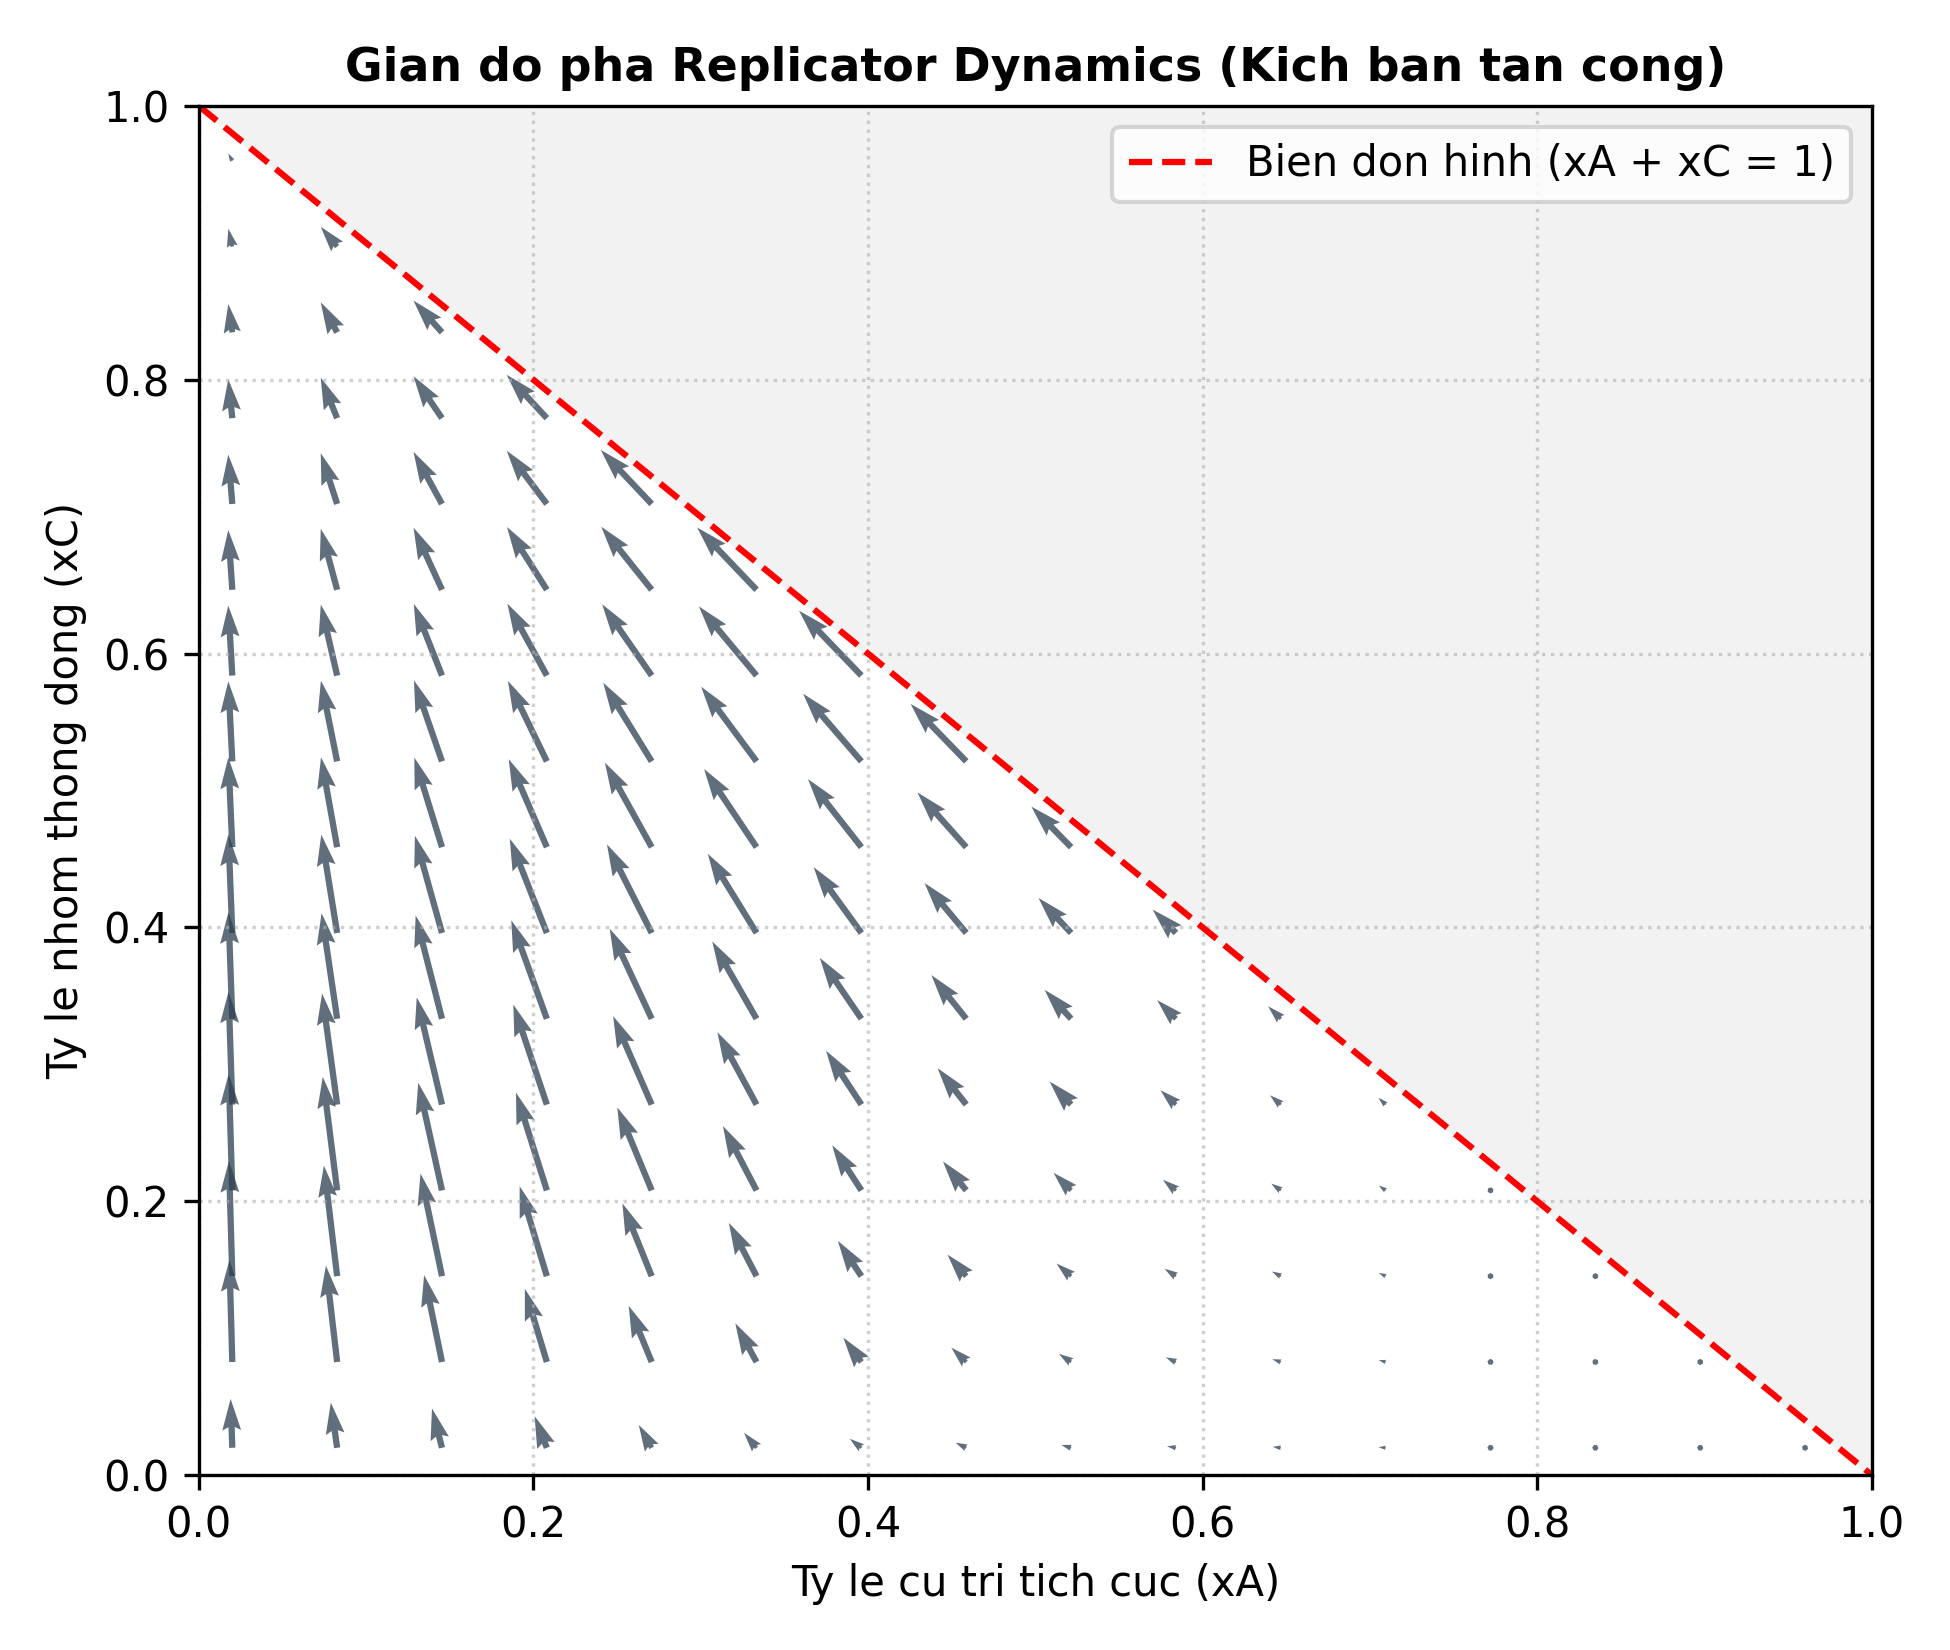 Gian do pha Replicator Dynamics (Kich ban tan cong)
Bien don hinh (xA + xC = 1)
Ty le nhom thong dong (xC)
1.0
0.8
0.6
0.4
0.2
0.0
0.0 0.2 0.4 0.6 0.8 1.0
Ty le cu tri tich cuc (xA)